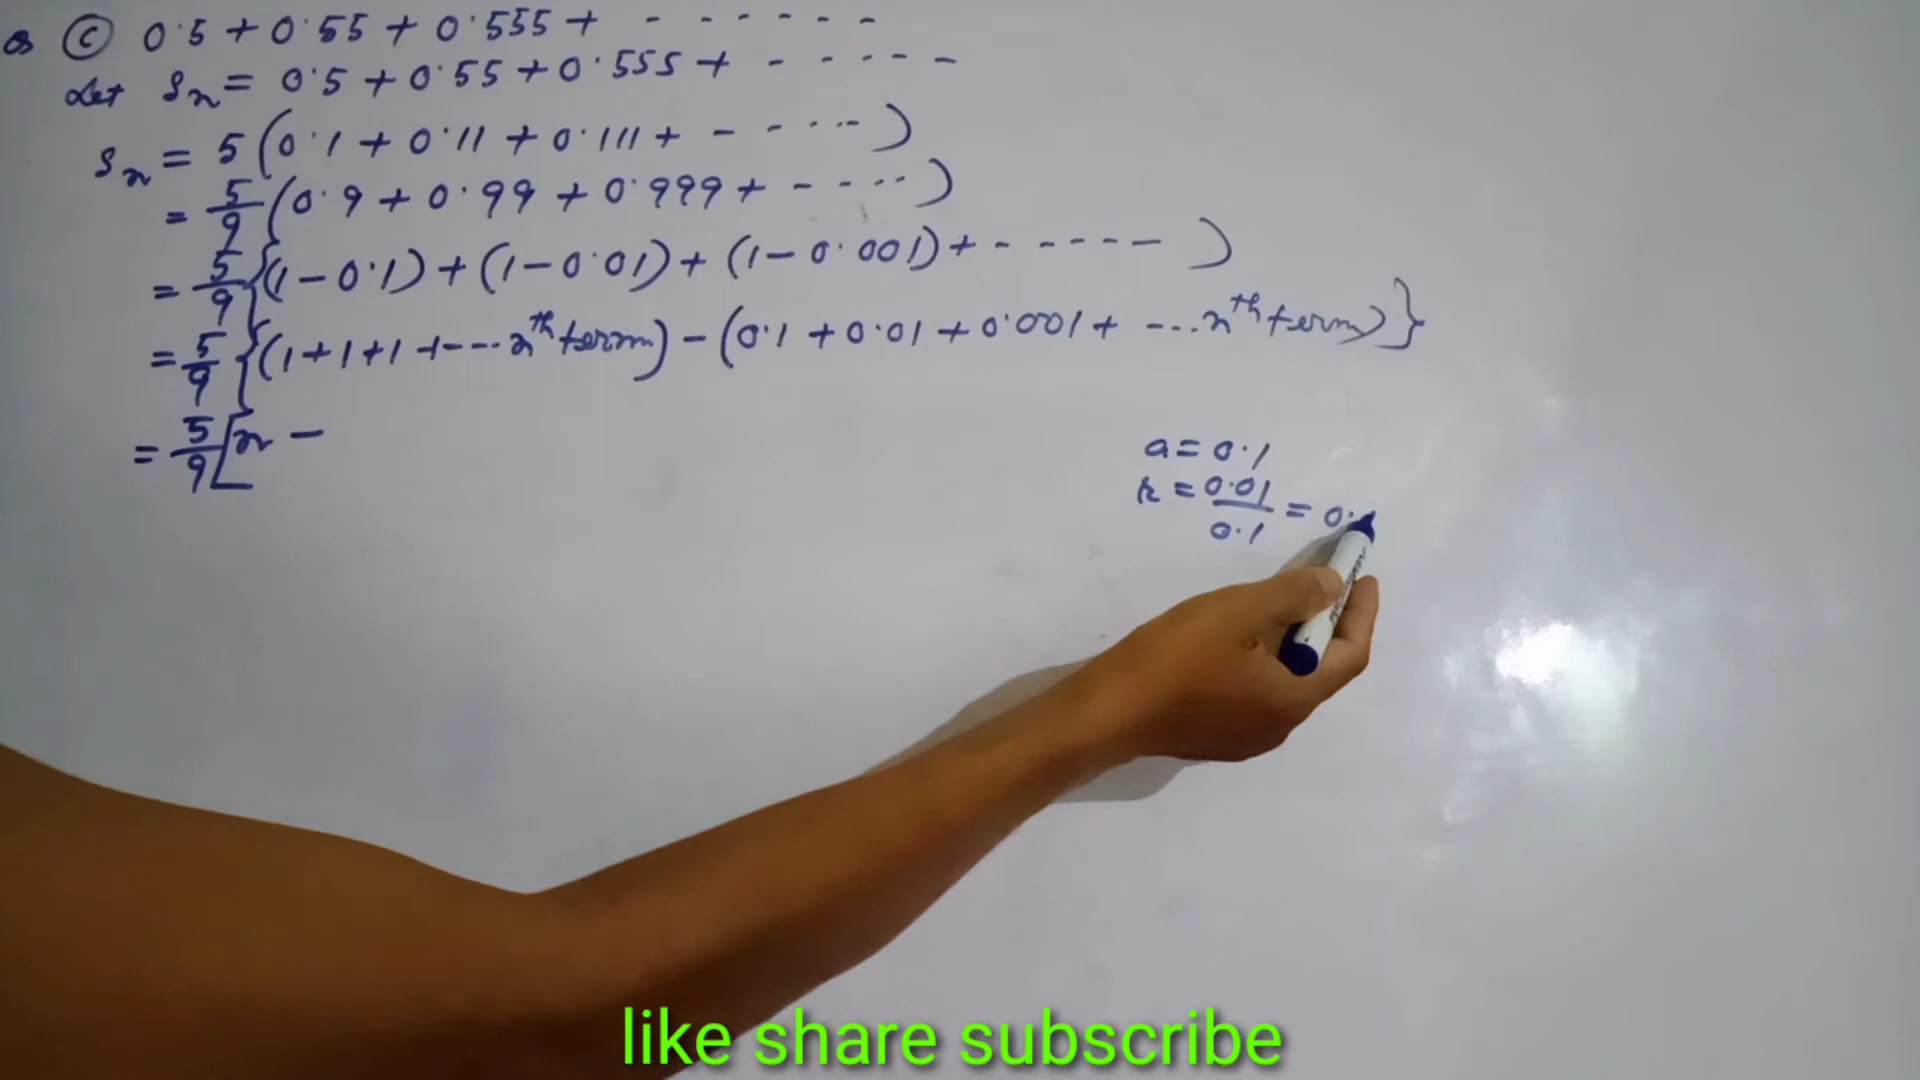 Q3 (c) 0.5 + 0.55 + 0.555 + - - - - - -
Let Sn = 0.5 + 0.55 + 0.555 + - - - - -
Sn = 5 (0.1 + 0.11 + 0.111 + - - - - -)
= 5/9 (0.9 + 0.99 + 0.999 + - - - - -)
= 5/9 {(1 - 0.1) + (1 - 0.01) + (1 - 0.001) + - - - - - )
= 5/9 {(1 + 1 + 1 + - - - nth term) - (0.1 + 0.01 + 0.001 + - - - nth term)}
= 5/9 [n -
a = 0.1
r = 0.01/0.1 = 0.
like share subscribe